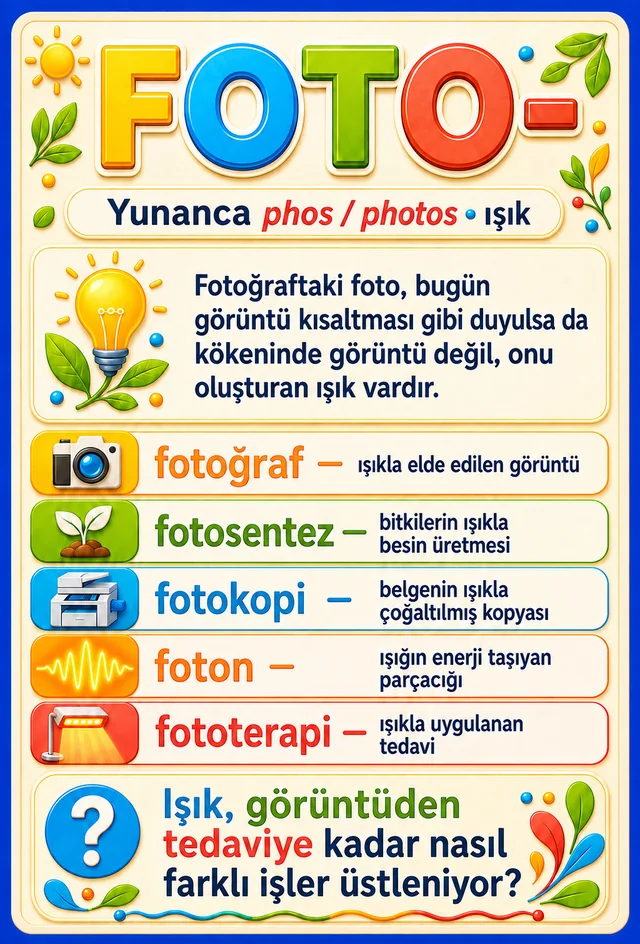 FOTO-
Yunanca phos / photos • ışık
Fotoğraftaki foto, bugün
görüntü kısaltması gibi duyulsa da
kökeninde görüntü değil, onu
oluşturan ışık vardır.
fotoğraf — ışıkla elde edilen görüntü
fotosentez — bitkilerin ışıkla
besin üretmesi
fotokopi — belgenin ışıkla
çoğaltılmış kopyası
foton — ışığın enerji taşıyan
parçacığı
fototerapi — ışıkla uygulanan
tedavi
?
Işık, görüntüden
tedaviye kadar nasıl
farklı işler üstleniyor?